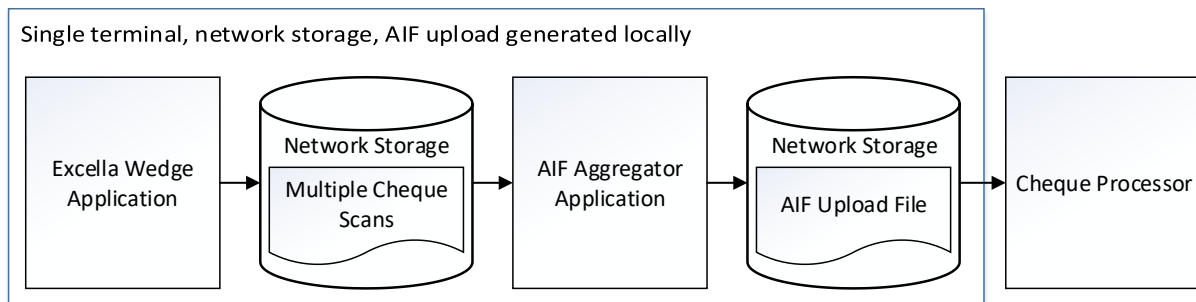 Single terminal, network storage, AIF upload generated locally
Excella Wedge
Application
Network Storage
Multiple Cheque
Scans
AIF Aggregator
Application
Network Storage
AIF Upload File
Cheque Processor